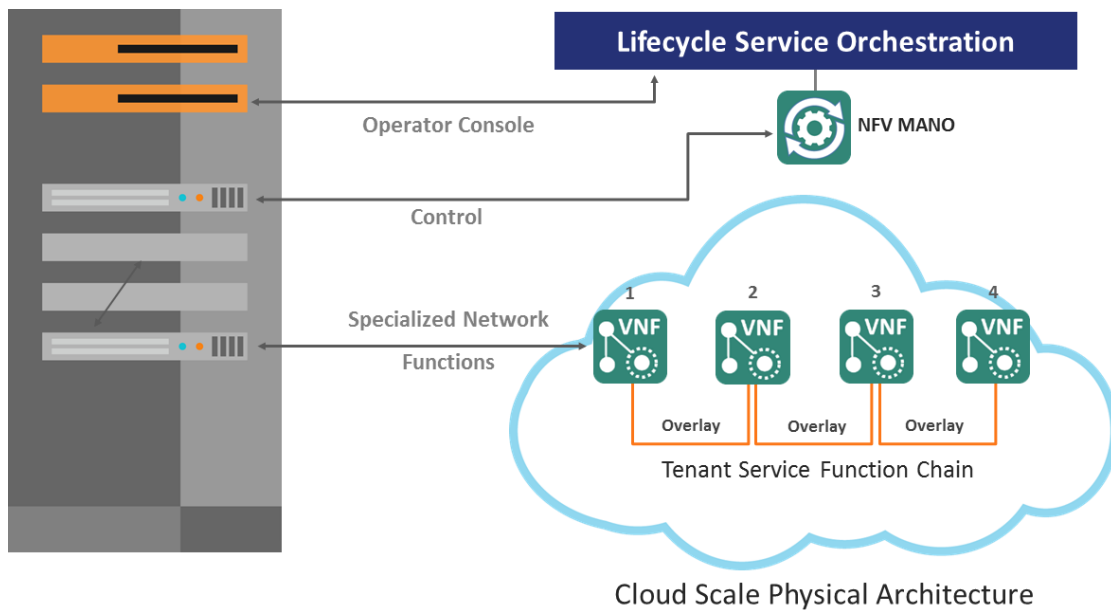 Lifecycle Service Orchestration
Operator Console
NFV MANO
Control
Specialized Network
Functions
1
2
3
4
VNF
VNF
VNF
VNF
Overlay
Overlay
Overlay
Tenant Service Function Chain
Cloud Scale Physical Architecture